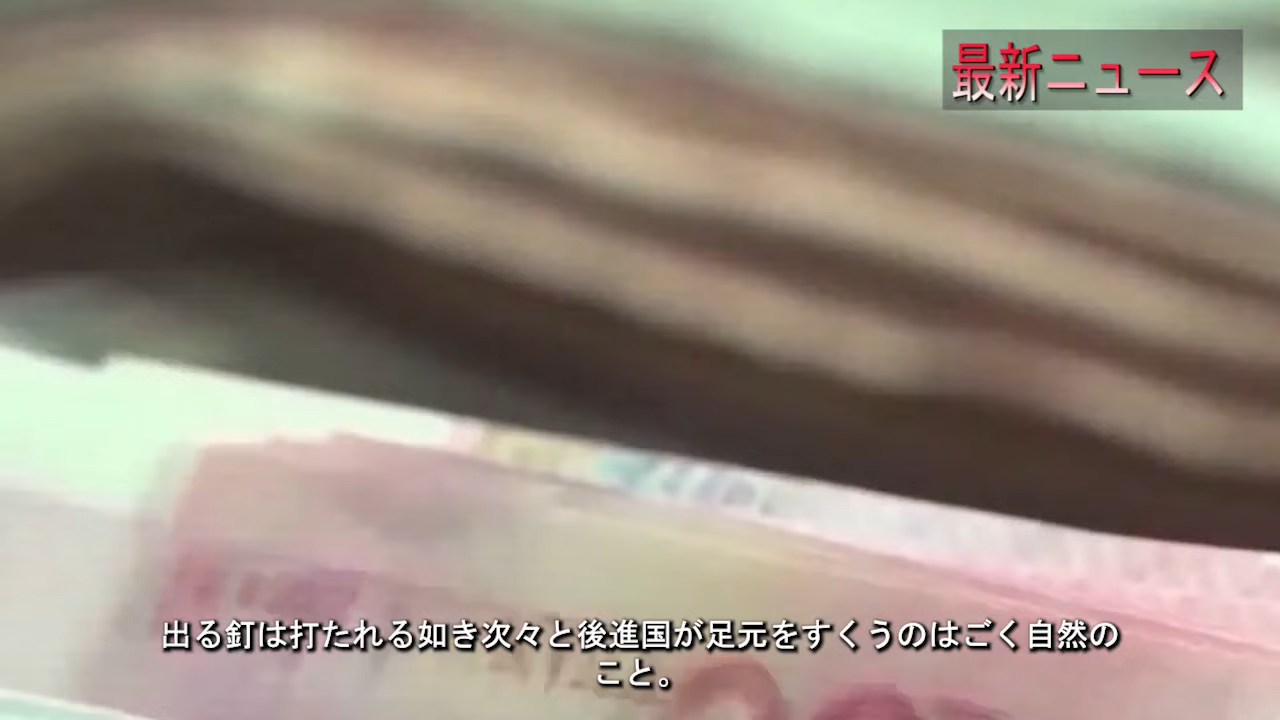 最新ニュース
出る釘は打たれる如き次々と後進国が足元をすくうのはごく自然の
こと。